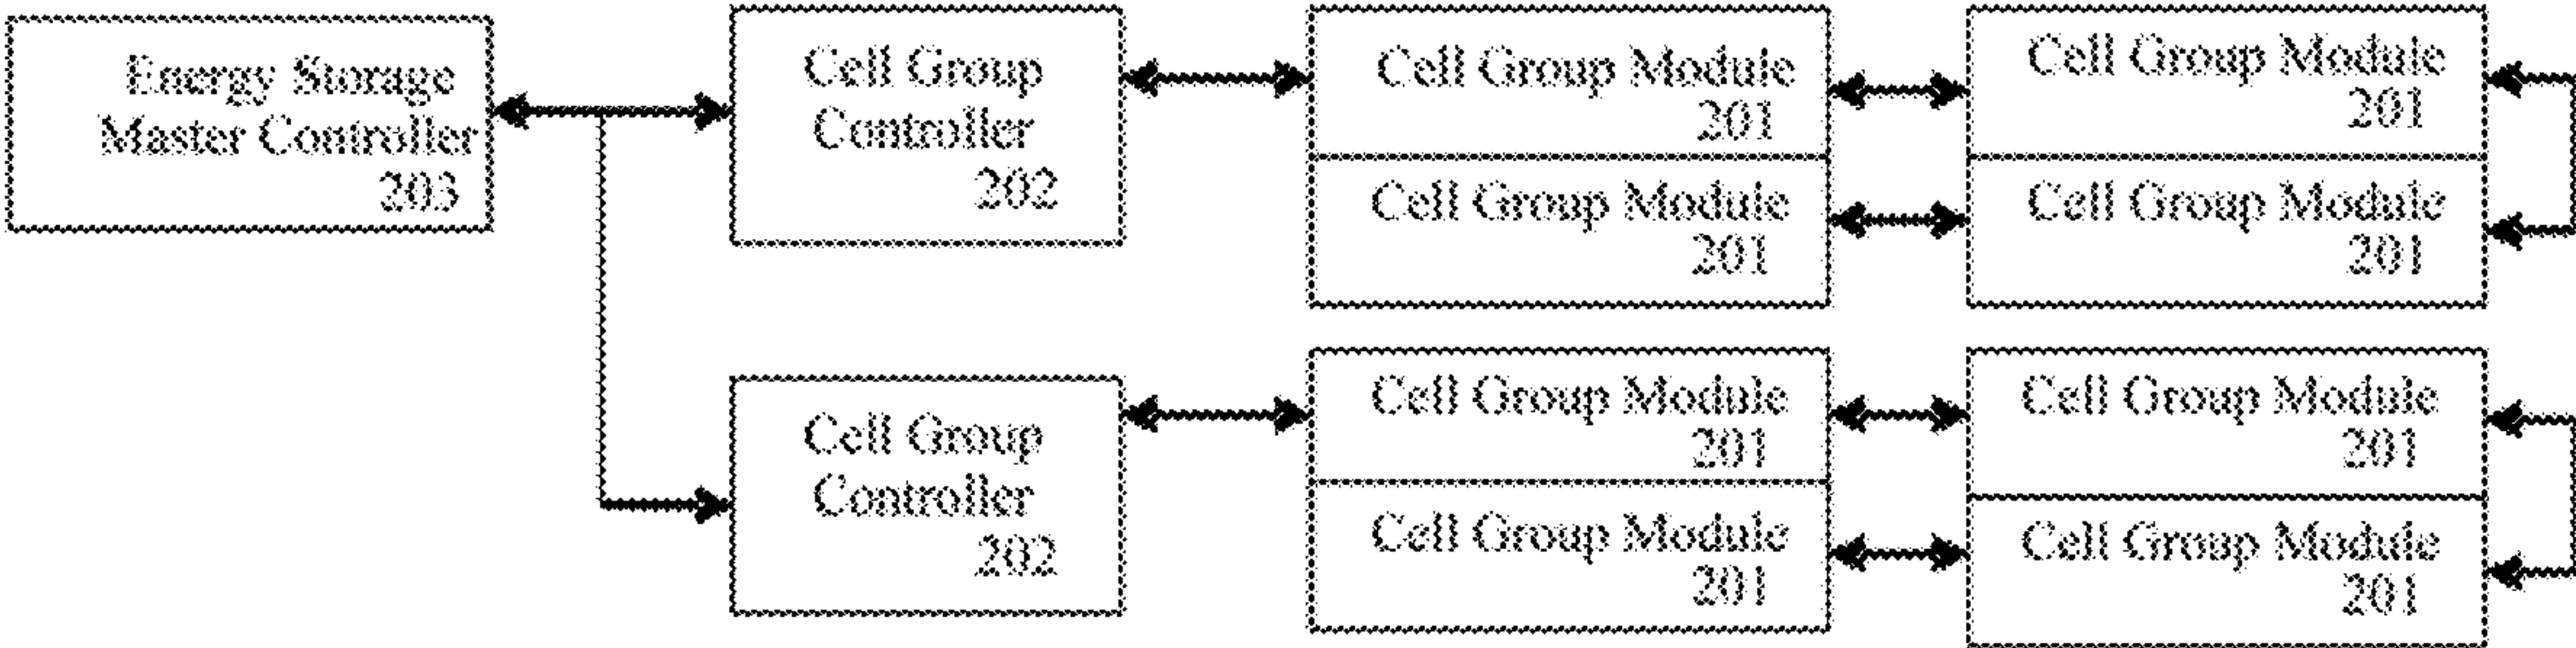 Energy Storage
Master Controller
203
Cell Group
Controller
202
Cell Group Module
201
Cell Group Module
201
Cell Group Module
201
Cell Group Module
201
Cell Group
Controller
202
Cell Group Module
201
Cell Group Module
201
Cell Group Module
201
Cell Group Module
201